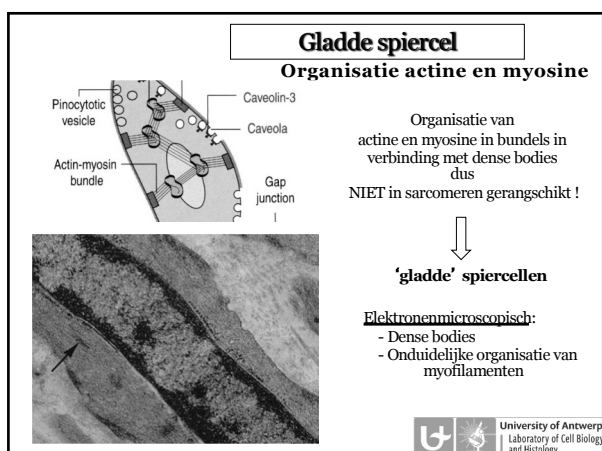 Gladde spiercel
Organisatie actine en myosine
Pinocytotic
vesicle
Caveolin-3
Caveola
Actin-myosin
bundle
Gap
junction
Organisatie van
actine en myosine in bundels in
verbinding met dense bodies
dus
NIET in sarcomeren gerangschikt !
'gladde' spiercellen
Elektronenmicroscopisch:
- Dense bodies
- Onduidelijke organisatie van
myofilamenten
University of Antwerp
Laboratory of Cell Biology
and Histology